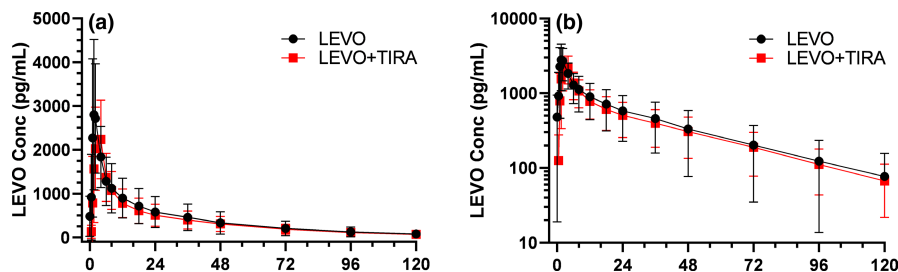 (a)
LEVO
LEVO+TIRA
LEVO Conc (pg/mL)
5000
4000
3000
2000
1000
0
0 24 48 72 96 120
(b)
LEVO
LEVO+TIRA
LEVO Conc (pg/mL)
10000
1000
100
10
0 24 48 72 96 120